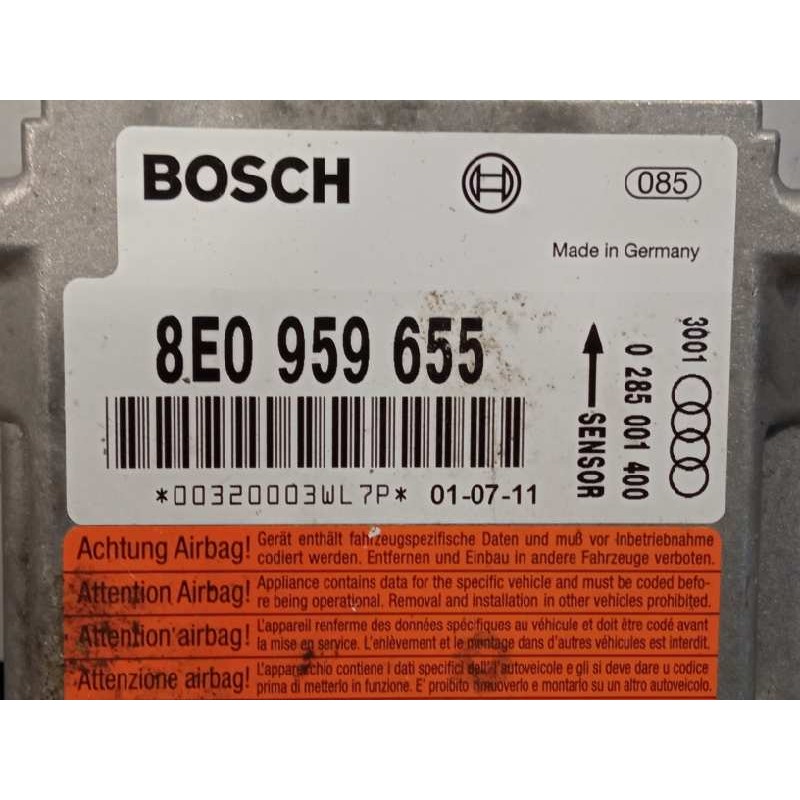 BOSCH
085
Made in Germany
8E0 959 655
*00320003WL7P* 01-07-11
SENSOR
0 285 001 400
3001
Achtung Airbag! Gerät enthält fahrzeugspezifische Daten und muß vor Inbetriebnahme
codiert werden. Entfernen und Einbau in andere Fahrzeuge verboten.
Attention Airbag! Appliance contains data for the specific vehicle and must be coded befo-
re being operational. Removal and installation in other vehicles prohibited.
Attention airbag! L'appareil renferme des données spécifiques au véhicule et doit être codé avant
la mise en service. L'enlèvement et le montage dans d'autres véhicules est interdit.
Attenzione airbag! L'apparecchio contiene i dati specifici dell'autoveicole e gli si deve dare u codice
prima di metterlo in funzione. E' proibito rimuoverlo e montarlo su un altro autoveicolo.